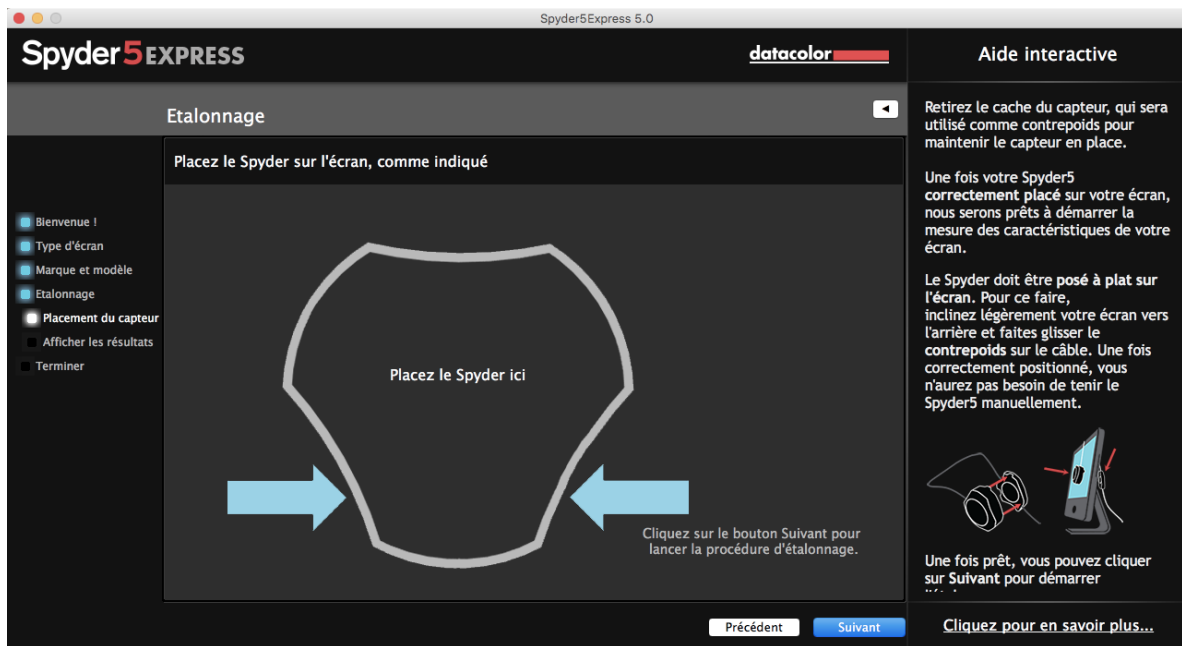 Spyder5Express 5.0
Spyder5EXPRESS
datacolor
Aide interactive
Etalonnage
Placez le Spyder sur l'écran, comme indiqué
Bienvenue !
Type d'écran
Marque et modèle
Etalonnage
Placement du capteur
Afficher les résultats
Terminer
Placez le Spyder ici
Cliquez sur le bouton Suivant pour
lancer la procédure d'étalonnage.
Précédent
Suivant
Retirez le cache du capteur, qui sera
utilisé comme contrepoids pour
maintenir le capteur en place.
Une fois votre Spyder5
correctement placé sur votre écran,
nous serons prêts à démarrer la
mesure des caractéristiques de votre
écran.
Le Spyder doit être posé à plat sur
l'écran. Pour ce faire,
inclinez légèrement votre écran vers
l'arrière et faites glisser le
contrepoids sur le câble. Une fois
correctement positionné, vous
n'aurez pas besoin de tenir le
Spyder5 manuellement.
Une fois prêt, vous pouvez cliquer
sur Suivant pour démarrer
Cliquez pour en savoir plus...